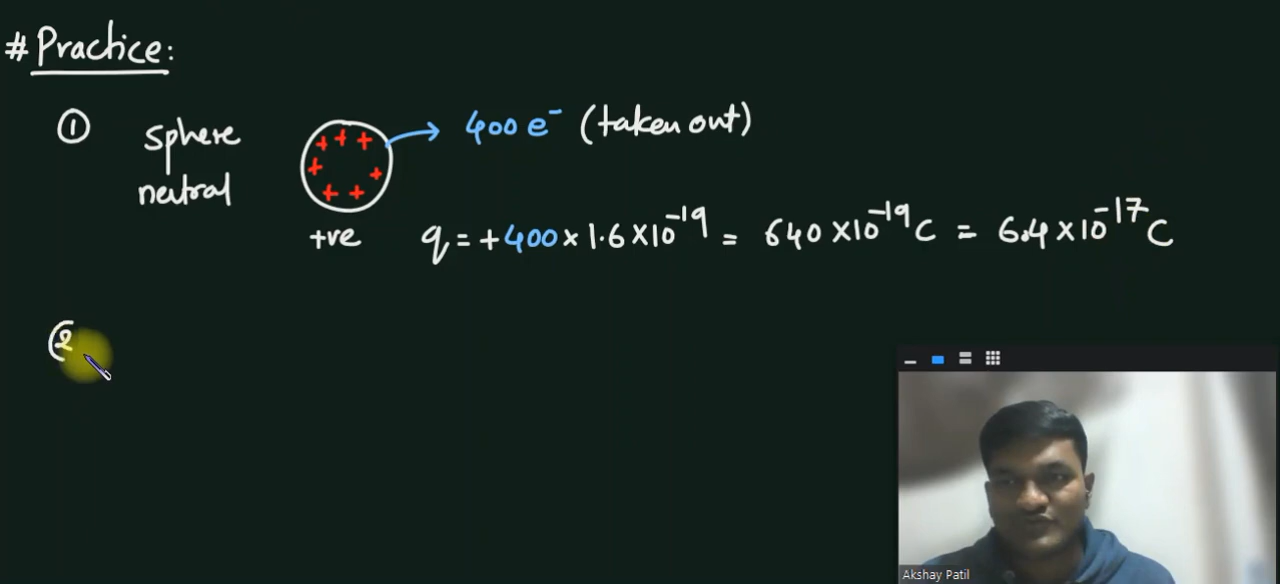 # Practice:
① sphere neutral 400 e⁻ (taken out)
+ + + + + + +
+ve q = +400 × 1.6 × 10⁻¹⁹ = 640 × 10⁻¹⁹ C = 6.4 × 10⁻¹⁷ C
(2
Akshay Patil